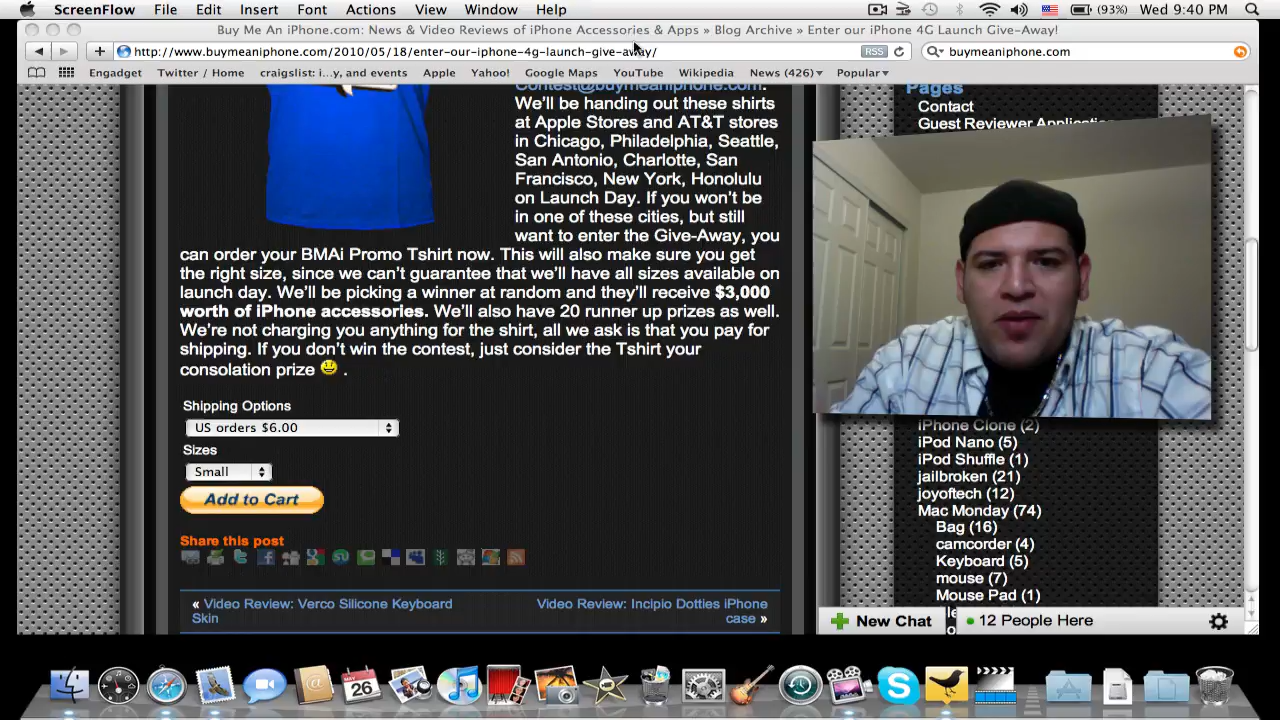 ScreenFlow File Edit Insert Font Actions View Window Help (93%) Wed 9:40 PM
Buy Me An iPhone.com: News & Video Reviews of iPhone Accessories & Apps » Blog Archive » Enter our iPhone 4G Launch Give-Away!
http://www.buymeaniphone.com/2010/05/18/enter-our-iphone-4g-launch-give-away/ RSS buymeaniphone.com
Engadget Twitter / Home craigslist: i...y, and events Apple Yahoo! Google Maps YouTube Wikipedia News (426) Popular
Contest@buymeaniphone.com.
We'll be handing out these shirts
at Apple Stores and AT&T stores
in Chicago, Philadelphia, Seattle,
San Antonio, Charlotte, San
Francisco, New York, Honolulu
on Launch Day. If you won't be
in one of these cities, but still
want to enter the Give-Away, you
can order your BMAi Promo Tshirt now. This will also make sure you get
the right size, since we can't guarantee that we'll have all sizes available on
launch day. We'll be picking a winner at random and they'll receive $3,000
worth of iPhone accessories. We'll also have 20 runner up prizes as well.
We're not charging you anything for the shirt, all we ask is that you pay for
shipping. If you don't win the contest, just consider the Tshirt your
consolation prize .
Shipping Options
US orders $6.00
Sizes
Small
Add to Cart
Share this post
« Video Review: Verco Silicone Keyboard
Skin
Video Review: Incipio Dotties iPhone
case »
Pages
Contact
Guest Reviewer Application
iPhone Clone (2)
iPod Nano (5)
iPod Shuffle (1)
jailbroken (21)
joyoftech (12)
Mac Monday (74)
Bag (16)
camcorder (4)
Keyboard (5)
mouse (7)
Mouse Pad (1)
New Chat 12 People Here
MAY
26